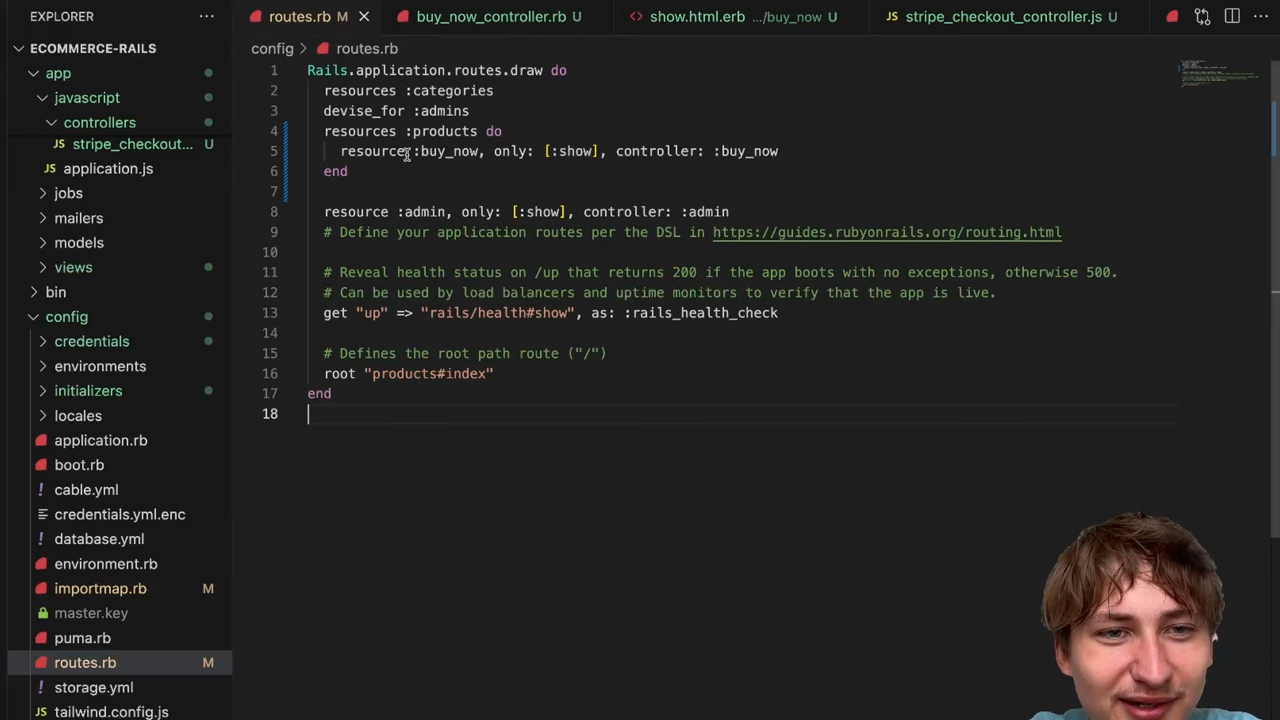 EXPLORER
routes.rb M
buy_now_controller.rb U
show.html.erb .../buy_now U
stripe_checkout_controller.js U
ECOMMERCE-RAILS
app
javascript
controllers
JS stripe_checkout... U
application.js
jobs
mailers
models
views
bin
config
credentials
environments
initializers
locales
application.rb
boot.rb
! cable.yml
credentials.yml.enc
! database.yml
environment.rb
importmap.rb M
master.key
puma.rb
routes.rb M
! storage.yml
JS tailwind.config.js
config > routes.rb
1 Rails.application.routes.draw do
2 resources :categories
3 devise_for :admins
4 resources :products do
5 resource :buy_now, only: [:show], controller: :buy_now
6 end
7
8 resource :admin, only: [:show], controller: :admin
9 # Define your application routes per the DSL in https://guides.rubyonrails.org/routing.html
10
11 # Reveal health status on /up that returns 200 if the app boots with no exceptions, otherwise 500.
12 # Can be used by load balancers and uptime monitors to verify that the app is live.
13 get "up" => "rails/health#show", as: :rails_health_check
14
15 # Defines the root path route ("/")
16 root "products#index"
17 end
18